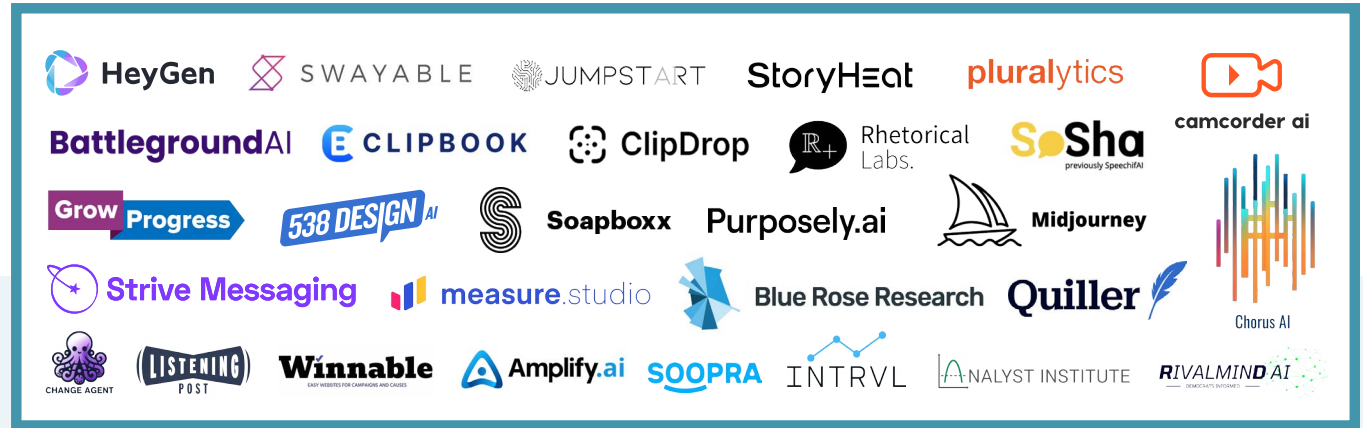 HeyGen
SWAYABLE
JUMPSTART
StoryHeat
pluralytics
camcorder ai
BattlegroundAI
CLIPBOOK
ClipDrop
R+
Rhetorical
Labs.
SoSha
previously SpeechifAI
Grow
Progress
538 DESIGN AI
Soapboxx
Purposely.ai
Midjourney
Chorus AI
Strive Messaging
measure.studio
Blue Rose Research
Quiller
CHANGE AGENT
LISTENING
POST
Winnable
EASY WEBSITES FOR CAMPAIGNS AND CAUSES
Amplify.ai
SOOPRA
INTRVL
ANALYST INSTITUTE
RIVALMIND AI
DEMOCRATS INFORMED